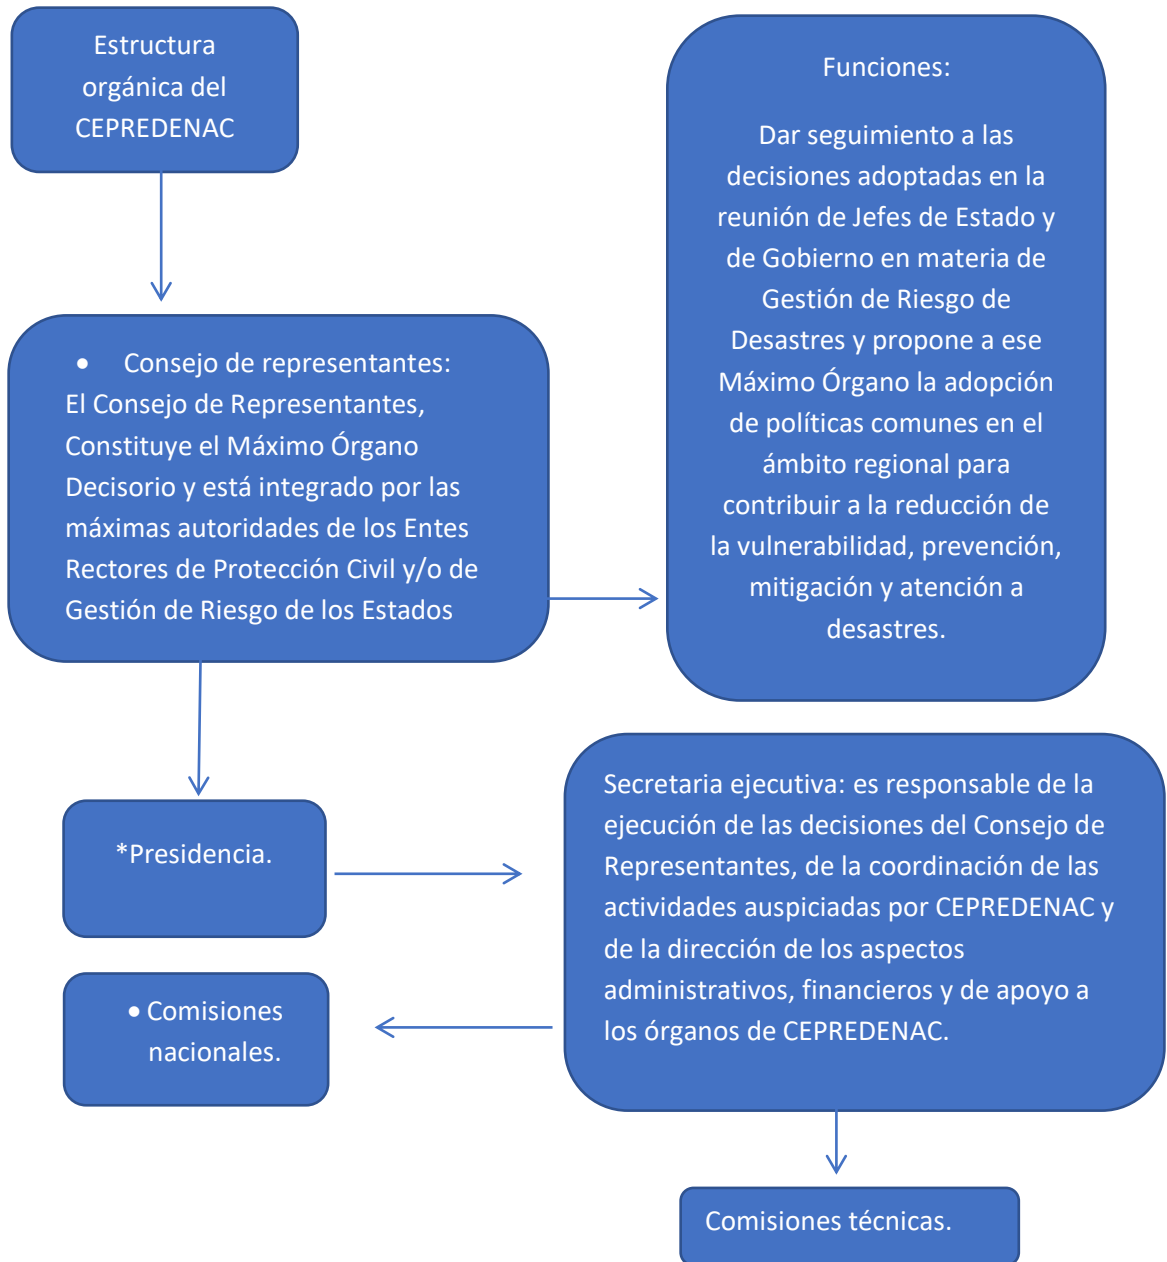 Estructura
orgánica del
CEPREDENAC
Funciones:
Dar seguimiento a las
decisiones adoptadas en la
reunión de Jefes de Estado y
de Gobierno en materia de
Gestión de Riesgo de
Desastres y propone a ese
Máximo Órgano la adopción
de políticas comunes en el
ámbito regional para
contribuir a la reducción de
la vulnerabilidad, prevención,
mitigación y atención a
desastres.
• Consejo de representantes:
El Consejo de Representantes,
Constituye el Máximo Órgano
Decisorio y está integrado por las
máximas autoridades de los Entes
Rectores de Protección Civil y/o de
Gestión de Riesgo de los Estados
*Presidencia.
Secretaria ejecutiva: es responsable de la
ejecución de las decisiones del Consejo de
Representantes, de la coordinación de las
actividades auspiciadas por CEPREDENAC y
de la dirección de los aspectos
administrativos, financieros y de apoyo a
los órganos de CEPREDENAC.
• Comisiones
nacionales.
Comisiones técnicas.